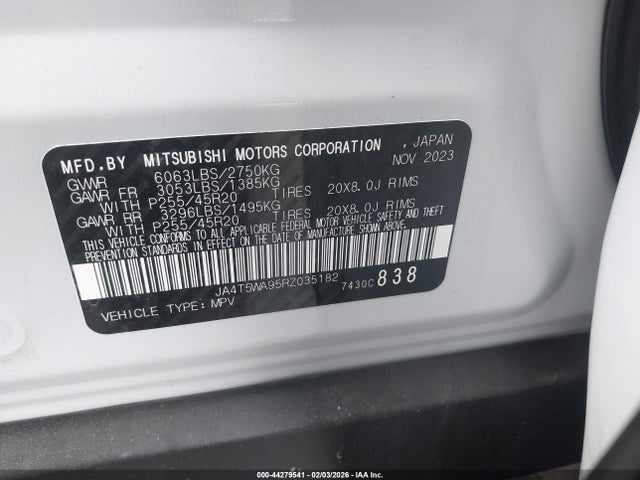 MFD.BY MITSUBISHI MOTORS CORPORATION , JAPAN
NOV 2023
GVWR 6063LBS/2750KG
GAWR FR 3053LBS/1385KG
WITH P255/45R20 TIRES 20X8.0J RIMS
GAWR RR 3296LBS/1495KG
WITH P255/45R20 TIRES 20X8.0J RIMS
THIS VEHICLE CONFORMS TO ALL APPLICABLE FEDERAL MOTOR VEHICLE SAFETY AND THEFT
PREVENTION STANDARDS IN EFFECT ON THE DATE OF MANUFACTURE SHOWN ABOVE.
JA4T5WA95RZ035182 7430C 838
VEHICLE TYPE: MPV
000-44279541 - 02/03/2026 - IAA Inc.